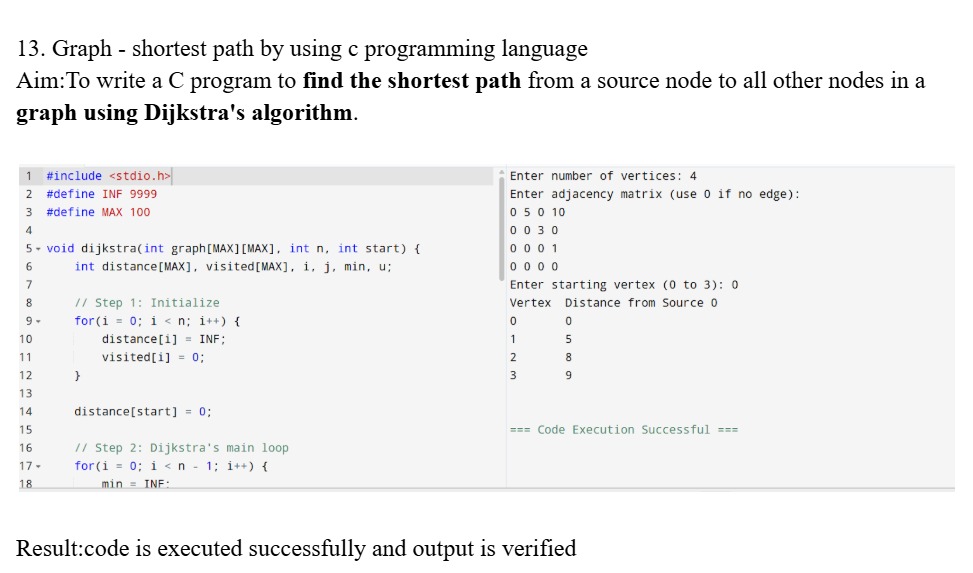 13. Graph - shortest path by using c programming language
Aim:To write a C program to find the shortest path from a source node to all other nodes in a
graph using Dijkstra's algorithm.
1 #include <stdio.h>
2 #define INF 9999
3 #define MAX 100
4
5 void dijkstra(int graph[MAX][MAX], int n, int start) {
6 int distance[MAX], visited[MAX], i, j, min, u;
7
8 // Step 1: Initialize
9 for(i = 0; i < n; i++) {
10 distance[i] = INF;
11 visited[i] = 0;
12 }
13
14 distance[start] = 0;
15
16 // Step 2: Dijkstra's main loop
17 for(i = 0; i < n - 1; i++) {
18 min = INF;
Enter number of vertices: 4
Enter adjacency matrix (use 0 if no edge):
0 5 0 10
0 0 3 0
0 0 0 1
0 0 0 0
Enter starting vertex (0 to 3): 0
Vertex Distance from Source 0
0 0
1 5
2 8
3 9
=== Code Execution Successful ===
Result:code is executed successfully and output is verified